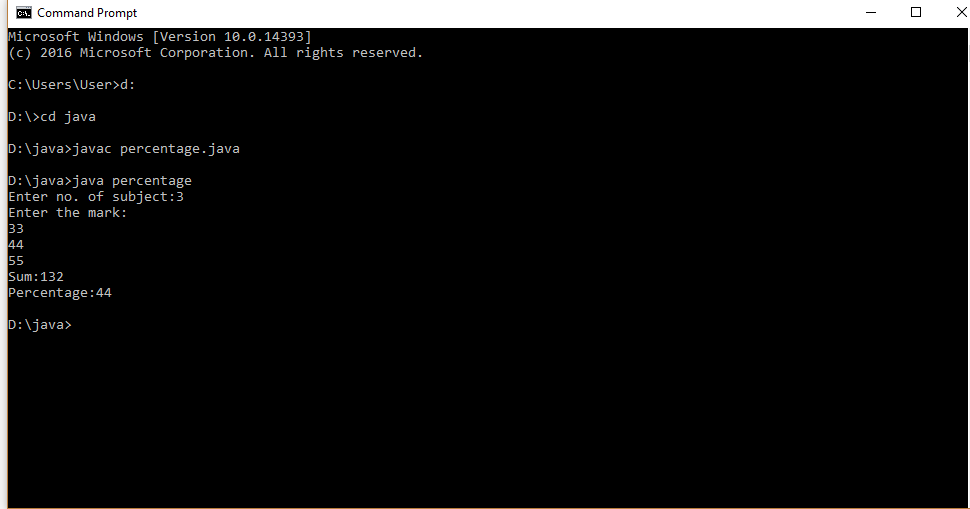 Command Prompt
Microsoft Windows [Version 10.0.14393]
(c) 2016 Microsoft Corporation. All rights reserved.
C:\Users\User>d:
D:\>cd java
D:\java>javac percentage.java
D:\java>java percentage
Enter no. of subject:3
Enter the mark:
33
44
55
Sum:132
Percentage:44
D:\java>